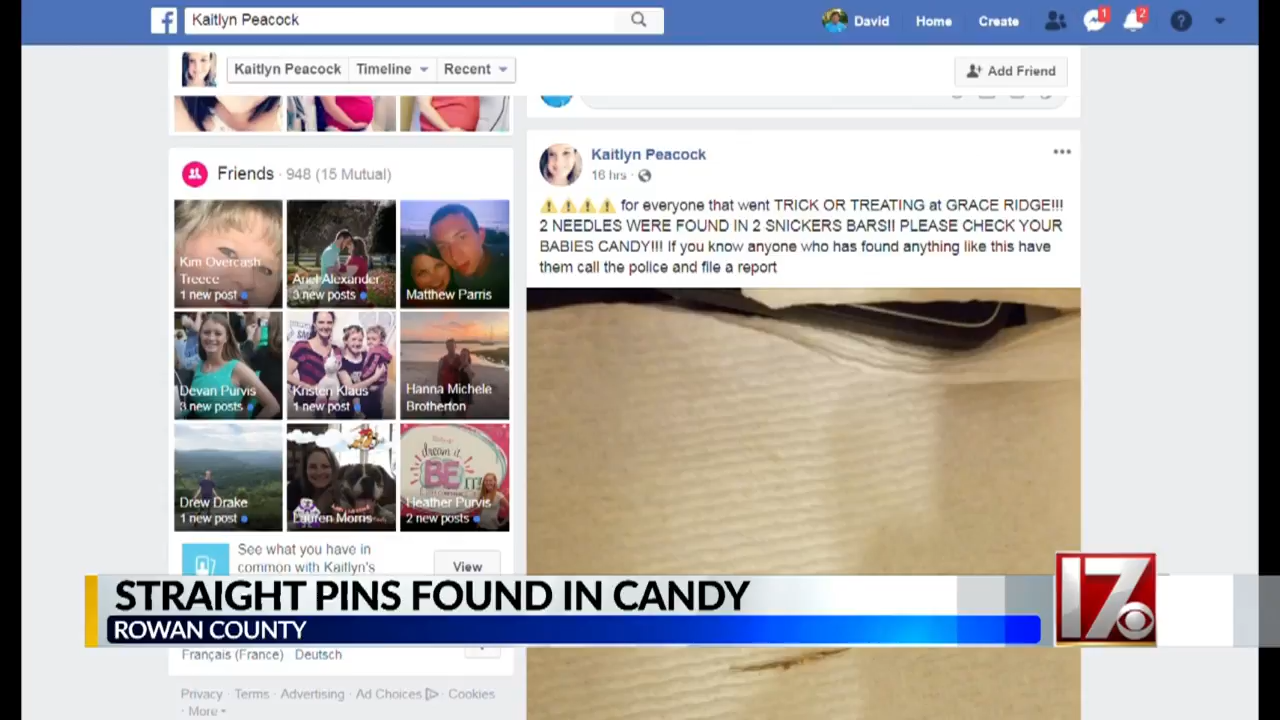 Kaitlyn Peacock
David Home Create 1 2 ?
Kaitlyn Peacock Timeline Recent
Add Friend
Friends · 948 (15 Mutual)
Kim Overcash
Treece
1 new post
Ariel Alexander
3 new posts
Matthew Parris
Devan Purvis
3 new posts
Kristen Klaus
1 new post
Hanna Michele
Brotherton
Drew Drake
1 new post
Lauren Morris
dream it
BE
Heather Purvis
2 new posts
See what you have in
common with Kaitlyn's
View
Français (France) Deutsch
Privacy · Terms · Advertising · Ad Choices · Cookies
· More
Kaitlyn Peacock
16 hrs ·
⚠⚠⚠⚠ for everyone that went TRICK OR TREATING at GRACE RIDGE!!!
2 NEEDLES WERE FOUND IN 2 SNICKERS BARS!! PLEASE CHECK YOUR
BABIES CANDY!!! If you know anyone who has found anything like this have
them call the police and file a report
STRAIGHT PINS FOUND IN CANDY
ROWAN COUNTY
17